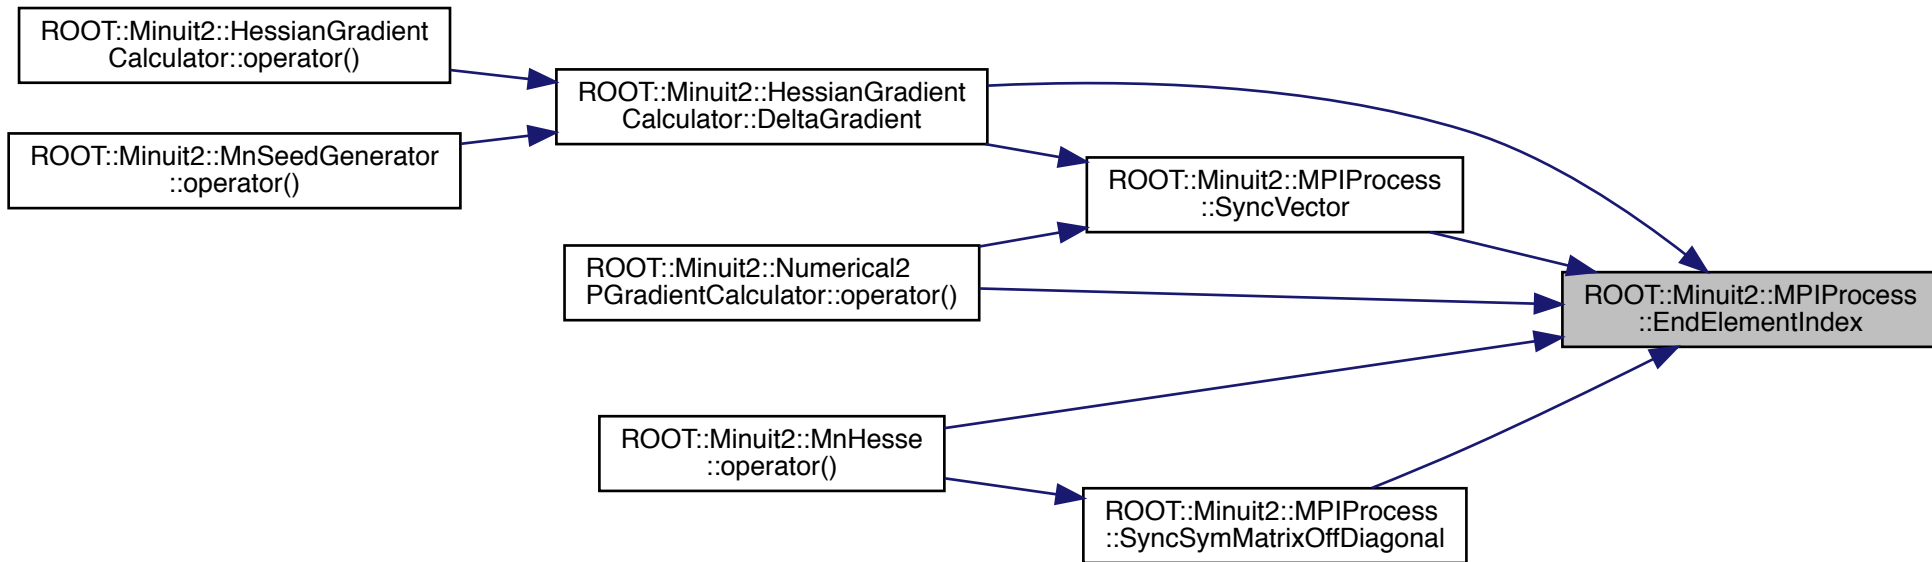 ROOT::Minuit2::HessianGradient
Calculator::operator()
ROOT::Minuit2::MnSeedGenerator
::operator()
ROOT::Minuit2::HessianGradient
Calculator::DeltaGradient
ROOT::Minuit2::MPIProcess
::SyncVector
ROOT::Minuit2::Numerical2
PGradientCalculator::operator()
ROOT::Minuit2::MPIProcess
::EndElementIndex
ROOT::Minuit2::MnHesse
::operator()
ROOT::Minuit2::MPIProcess
::SyncSymMatrixOffDiagonal